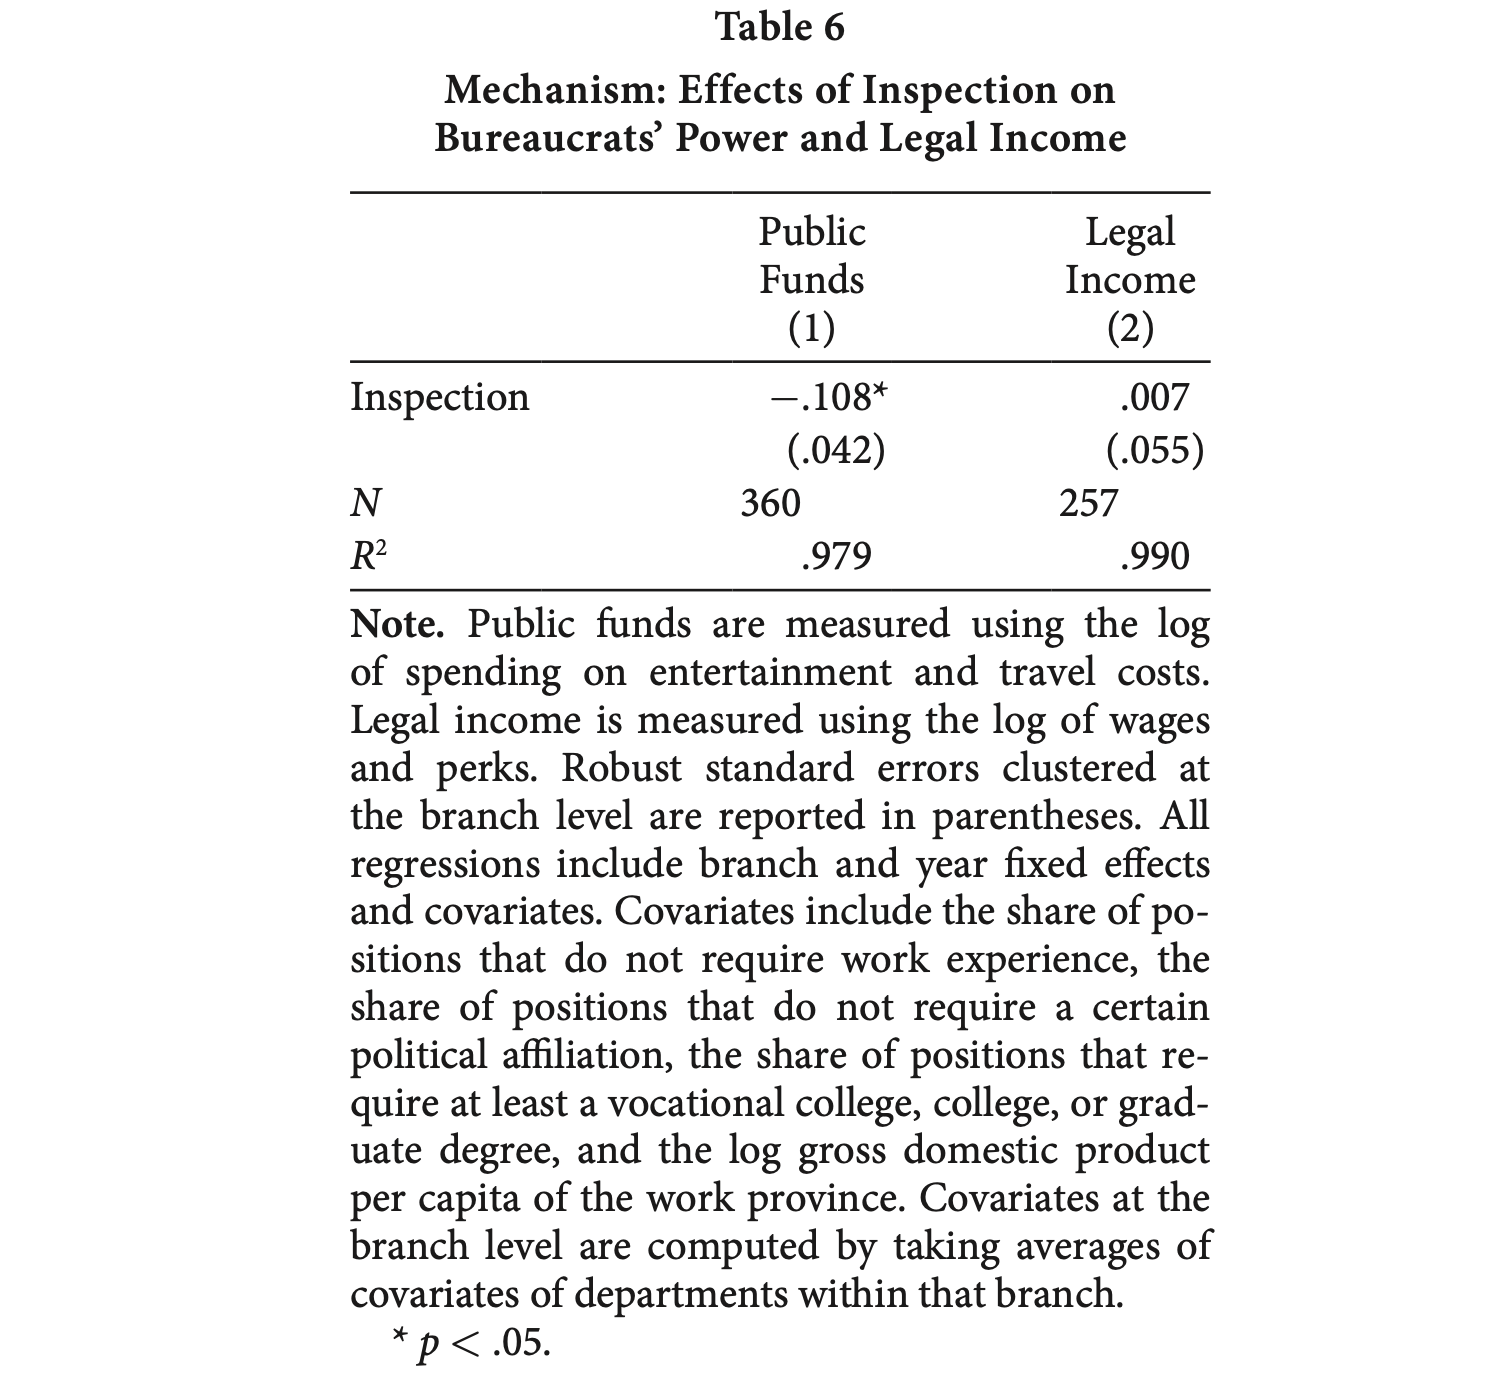 Table 6
Mechanism: Effects of Inspection on
Bureaucrats’ Power and Legal Income
Public Funds (1) Legal Income (2)
Inspection −.108* .007
(.042) (.055)
N 360 257
R² .979 .990
Note. Public funds are measured using the log
of spending on entertainment and travel costs.
Legal income is measured using the log of wages
and perks. Robust standard errors clustered at
the branch level are reported in parentheses. All
regressions include branch and year fixed effects
and covariates. Covariates include the share of po-
sitions that do not require work experience, the
share of positions that do not require a certain
political affiliation, the share of positions that re-
quire at least a vocational college, college, or grad-
uate degree, and the log gross domestic product
per capita of the work province. Covariates at the
branch level are computed by taking averages of
covariates of departments within that branch.
* p < .05.